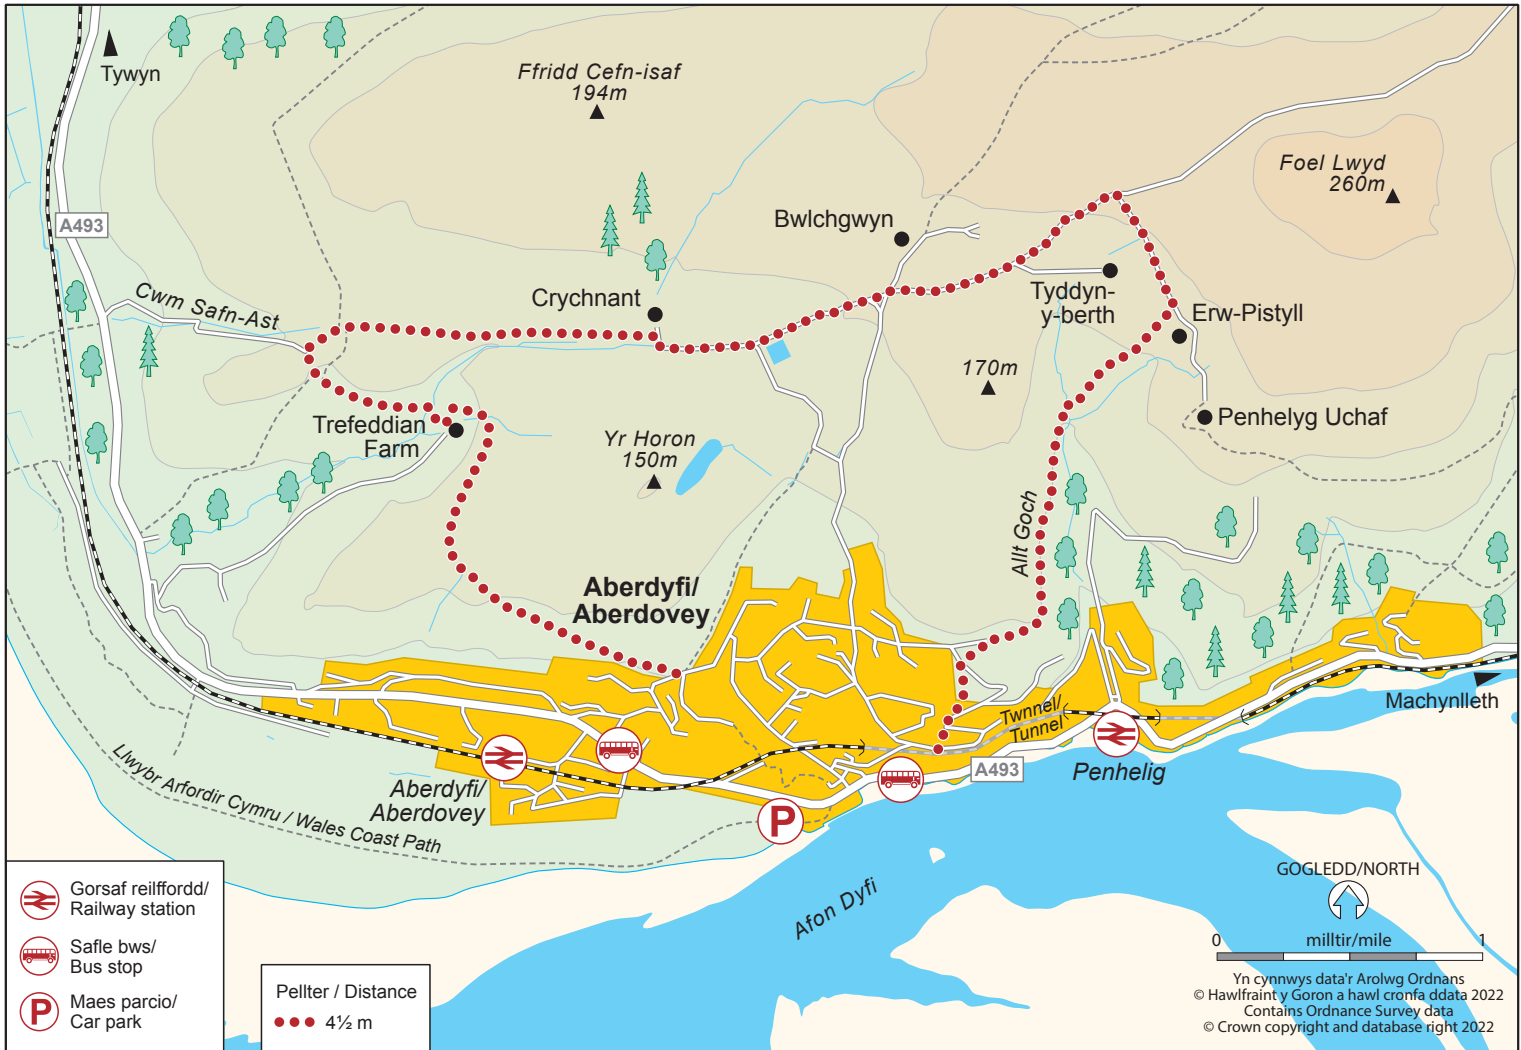 Tywyn
Ffridd Cefn-isaf
194m
Foel Lwyd
260m
A493
Bwlchgwyn
Cwm Safn-Ast
Crychnant
Tyddyn-
y-berth
Erw-Pistyll
170m
Trefeddian
Farm
Penhelyg Uchaf
Yr Horon
150m
Allt Goch
Aberdyfi/
Aberdovey
Twnnel/
Tunnel
Machynlleth
A493
Penhelig
Aberdyfi/
Aberdovey
Llwybr Arfordir Cymru / Wales Coast Path
P
Afon Dyfi
GOGLEDD/NORTH
0 milltir/mile 1
Yn cynnwys data'r Arolwg Ordnans
© Hawlfraint y Goron a hawl cronfa ddata 2022
Contains Ordnance Survey data
© Crown copyright and database right 2022
Gorsaf reilffordd/
Railway station
Safle bws/
Bus stop
P
Maes parcio/
Car park
Pellter / Distance
4½ m